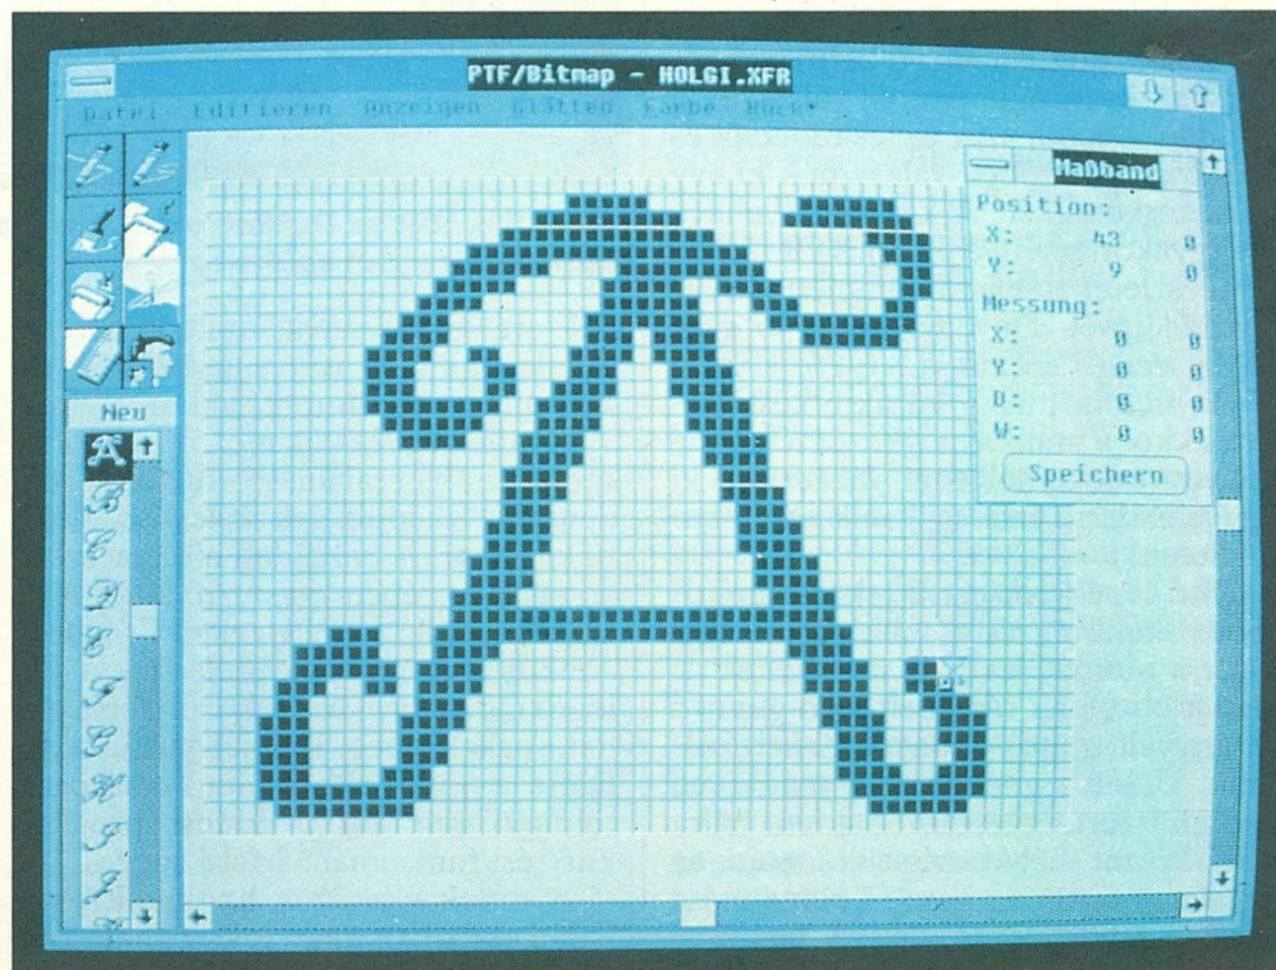 PTF/Bitmap - HOLGI.XFR
Datei Editieren Anzeigen Glätten Farbe Rück
Maßband
Position:
X: 43 0
Y: 9 0
Messung:
X: 0 0
Y: 0 0
D: 0 0
W: 0 0
Speichern
Neu
A